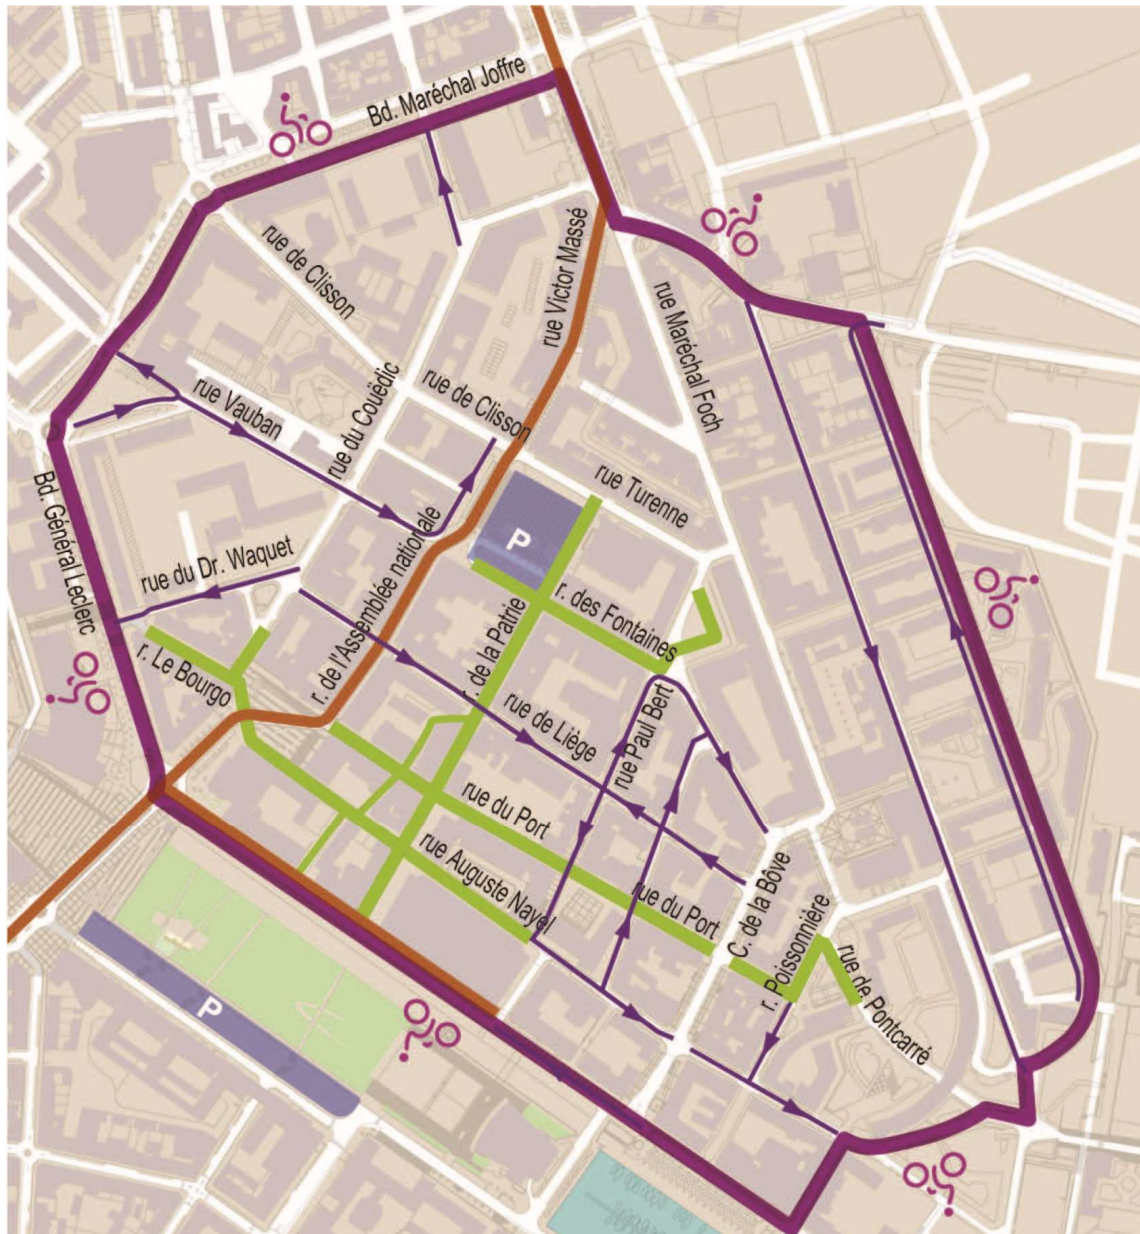 Bd. Maréchal Joffre
rue de Clisson
rue Victor Massé
rue Maréchal Foch
rue Vauban
rue du Couëdic
rue de Clisson
rue Turenne
Bd. Général Leclerc
rue du Dr. Waquet
r. de l'Assemblée nationale
P
r. des Fontaines
r. de la Patrie
r. Le Bourgo
rue de Liège
rue Paul Bert
rue du Port
rue Auguste Nayel
rue du Port
C. de la Bôve
r. Poissonnière
rue de Pontcarré
P